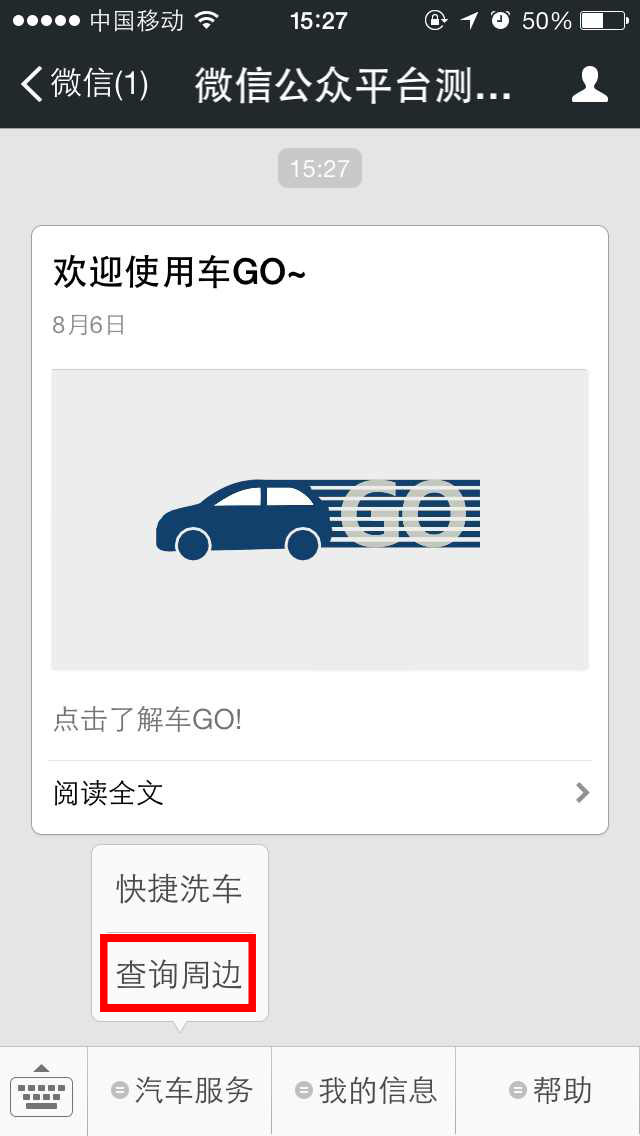 中国移动 15:27 50%
微信(1) 微信公众平台测...
15:27
欢迎使用车GO~
8月6日
GO
点击了解车GO!
阅读全文
快捷洗车
查询周边
汽车服务 我的信息 帮助